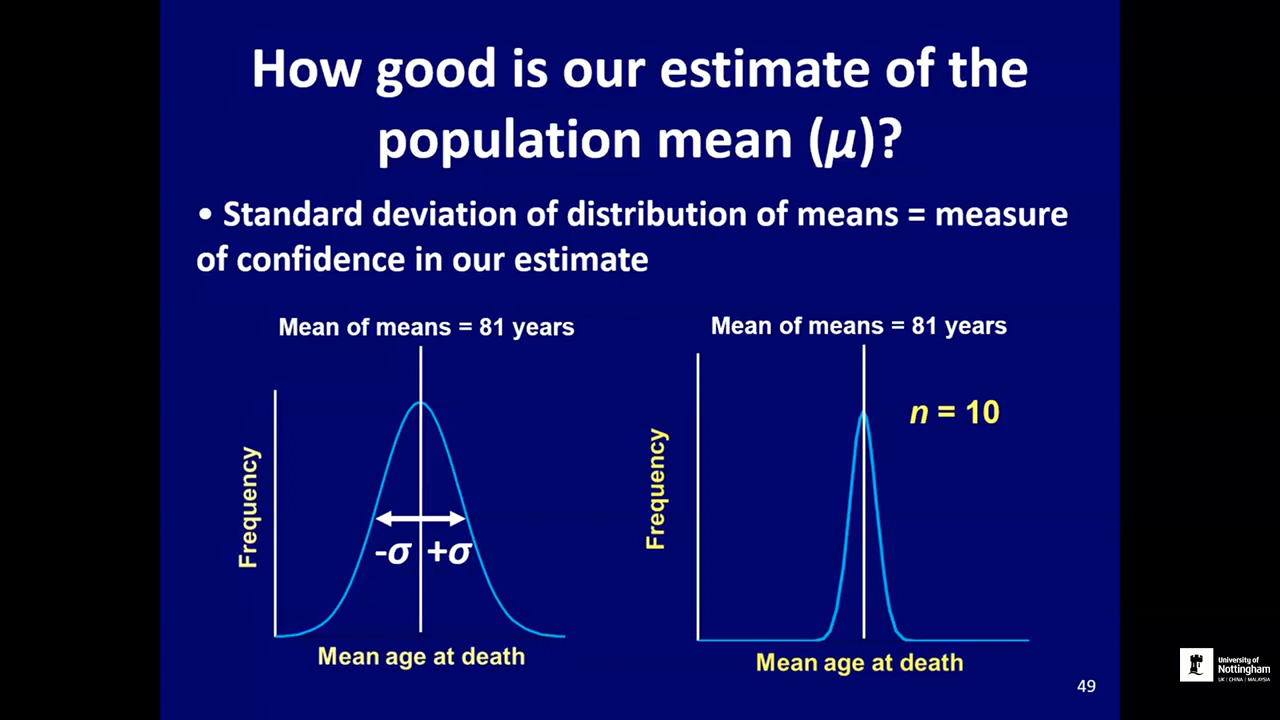 How good is our estimate of the
population mean (μ)?
• Standard deviation of distribution of means = measure
of confidence in our estimate
Mean of means = 81 years
Frequency
-σ +σ
Mean age at death
Mean of means = 81 years
n = 10
Frequency
Mean age at death
49
University of
Nottingham
UK | CHINA | MALAYSIA